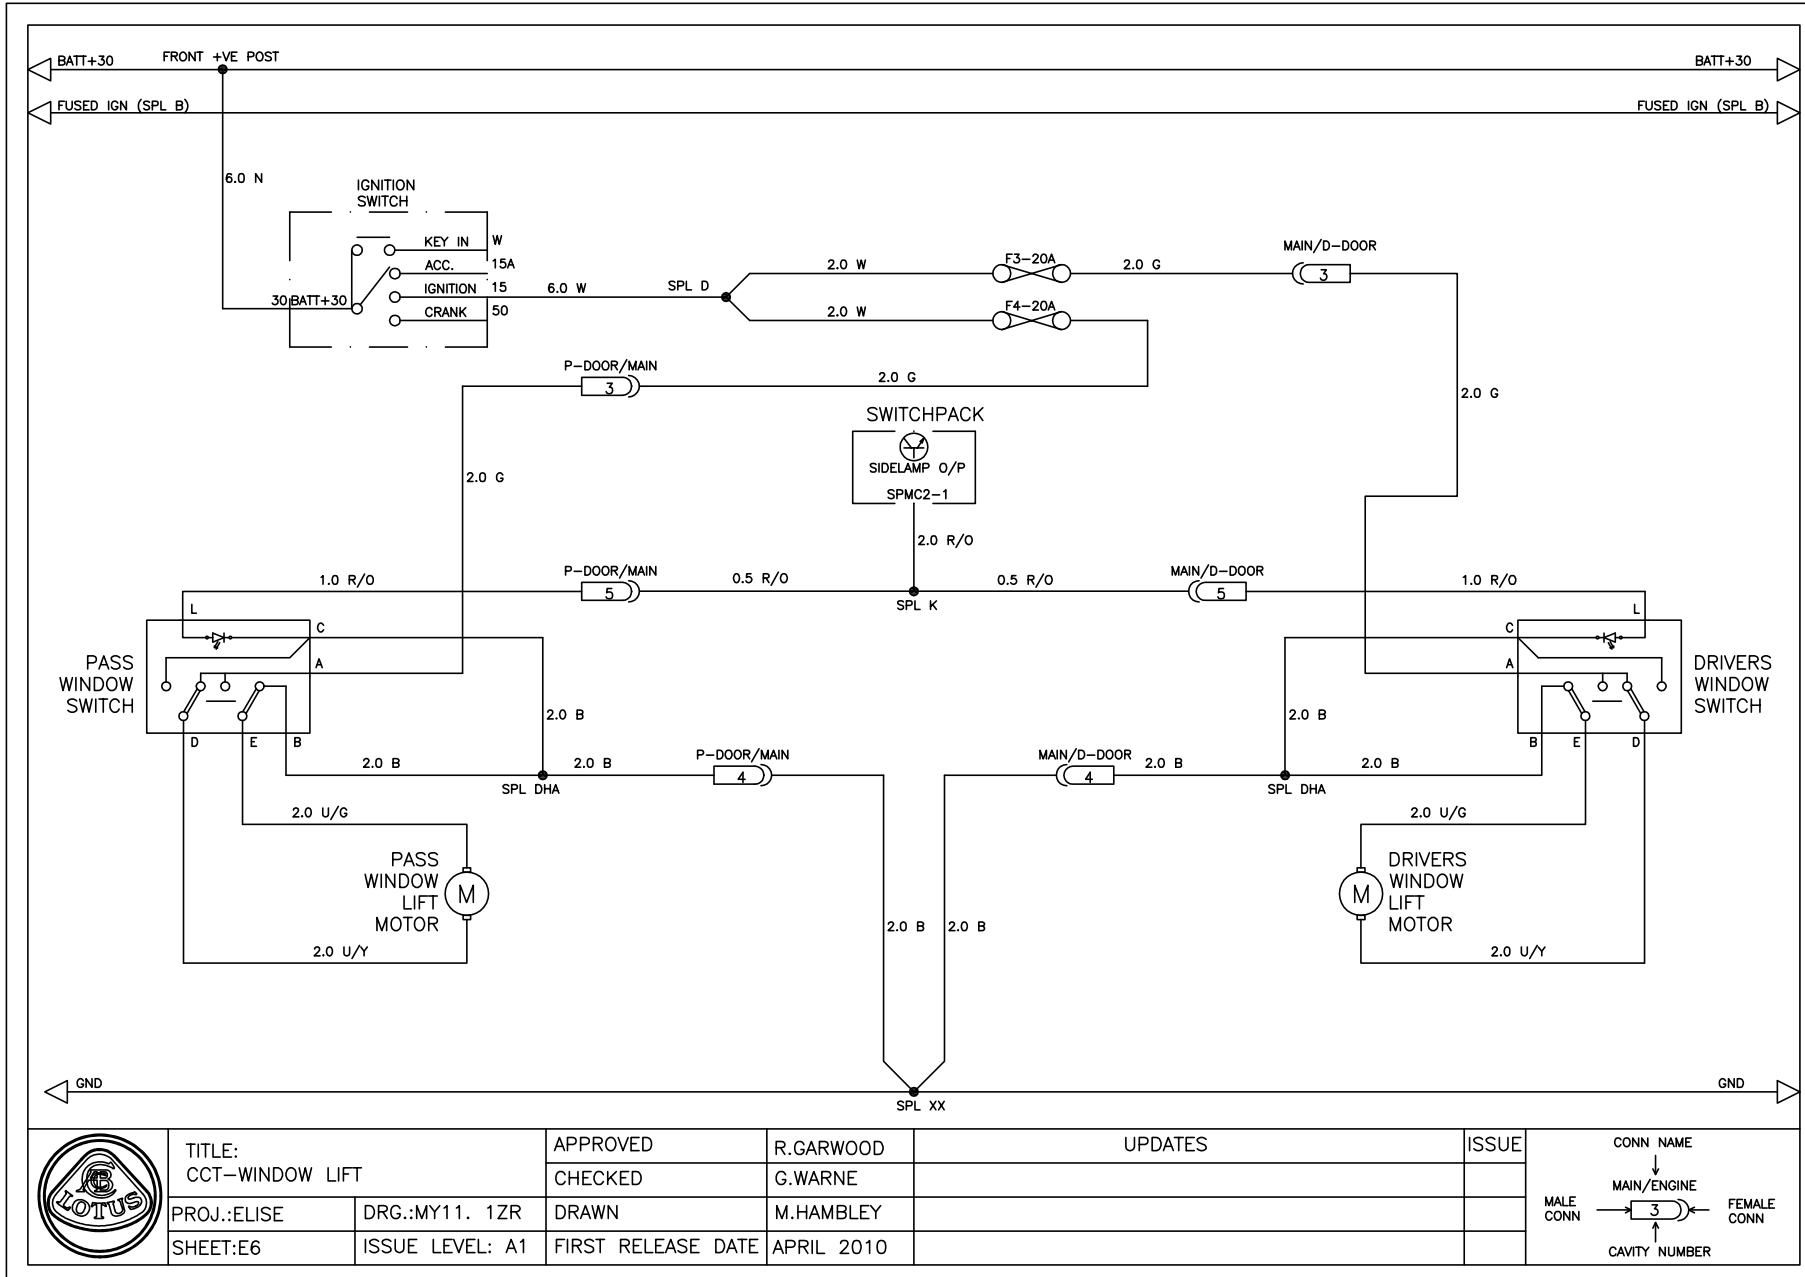 BATT+30
FRONT +VE POST
BATT+30
FUSED IGN (SPL B)
FUSED IGN (SPL B)
6.0 N
IGNITION
SWITCH
KEY IN W
ACC. 15A
IGNITION 15
CRANK 50
30 BATT+30
6.0 W
SPL D
2.0 W
F3-20A
2.0 G
MAIN/D-DOOR
3
2.0 W
F4-20A
P-DOOR/MAIN
3
2.0 G
2.0 G
SWITCHPACK
SIDELAMP O/P
SPMC2-1
2.0 G
2.0 R/O
1.0 R/O
P-DOOR/MAIN
5
0.5 R/O
SPL K
0.5 R/O
MAIN/D-DOOR
5
1.0 R/O
L
C
A
PASS
WINDOW
SWITCH
D
E
B
L
C
A
DRIVERS
WINDOW
SWITCH
B
E
D
2.0 B
2.0 B
2.0 B
2.0 B
SPL DHA
P-DOOR/MAIN
4
MAIN/D-DOOR
4
2.0 B
2.0 B
SPL DHA
2.0 U/G
2.0 U/G
PASS
WINDOW
LIFT
MOTOR
M
M
DRIVERS
WINDOW
LIFT
MOTOR
2.0 B
2.0 B
2.0 U/Y
2.0 U/Y
GND
GND
SPL XX
LOTUS
TITLE:
CCT-WINDOW LIFT
PROJ.:ELISE
DRG.:MY11. 1ZR
SHEET:E6
ISSUE LEVEL: A1
APPROVED
R.GARWOOD
CHECKED
G.WARNE
DRAWN
M.HAMBLEY
FIRST RELEASE DATE
APRIL 2010
UPDATES
ISSUE
CONN NAME
MAIN/ENGINE
MALE
CONN
3
FEMALE
CONN
CAVITY NUMBER